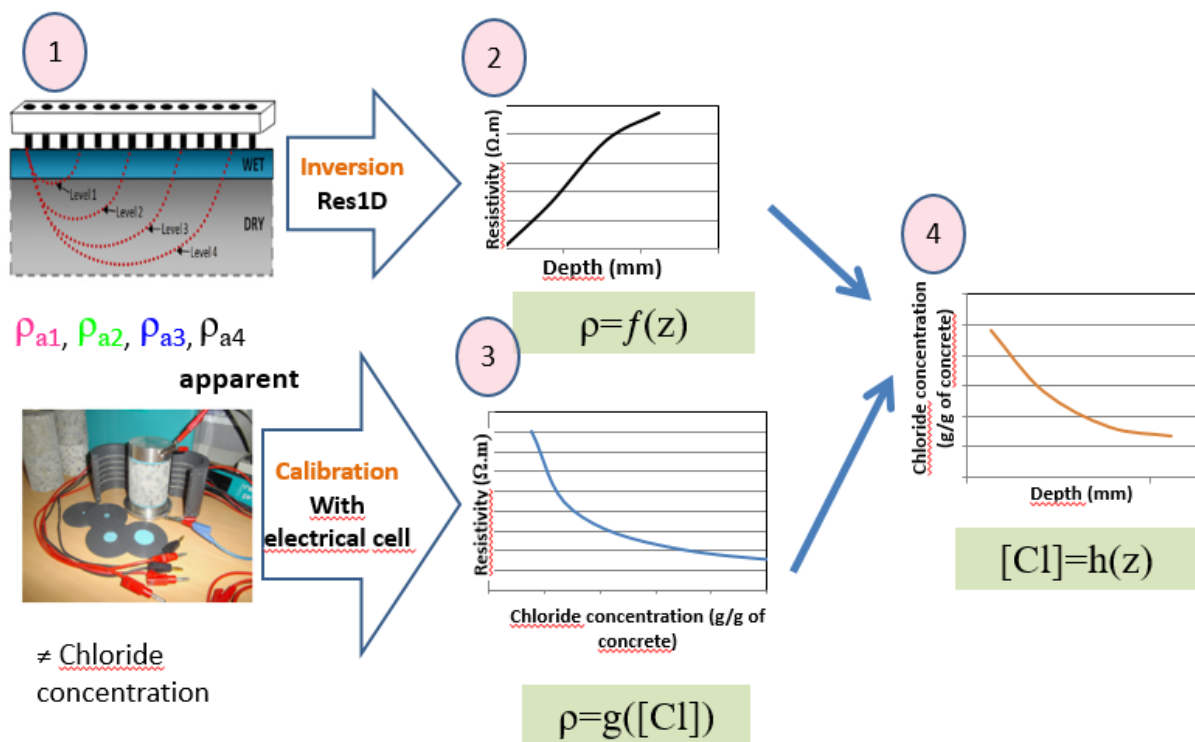 1
WET
Level 1
Level 2
Level 3
Level 4
DRY
ρa1, ρa2, ρa3, ρa4
apparent
Inversion
Res1D
2
Resistivity (Ω.m)
Depth (mm)
ρ=f(z)
≠ Chloride
concentration
Calibration
With
electrical cell
3
Resistivity (Ω.m)
Chloride concentration (g/g of
concrete)
ρ=g([Cl])
4
Chloride concentration
(g/g of concrete)
Depth (mm)
[Cl]=h(z)